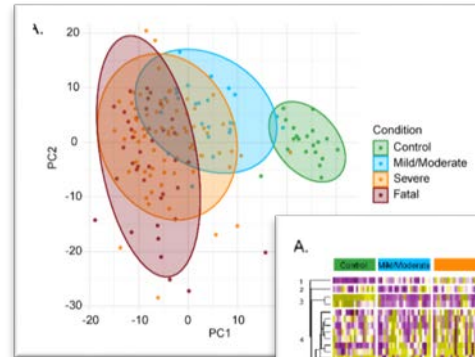 A.
20
10
0
-10
-20
-30
PC2
-20
-10
0
10
PC1
Condition
Control
Mild/Moderate
Severe
Fatal
A.
Control Mild/Moderate
1
2
3
4